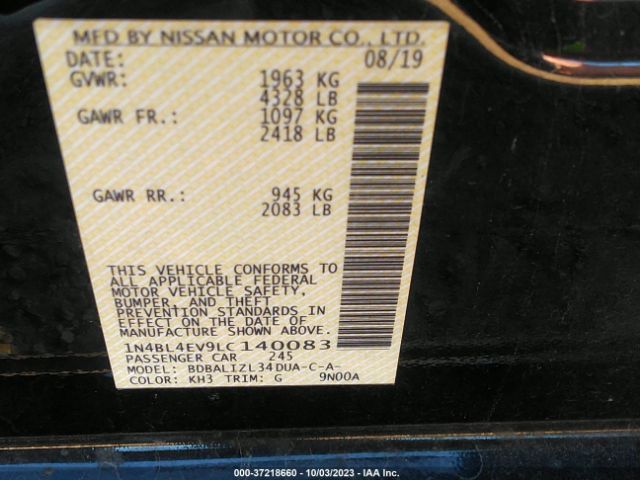 MFD BY NISSAN MOTOR CO., LTD.
DATE: 08/19
GVWR: 1963 KG
4328 LB
GAWR FR.: 1097 KG
2418 LB
GAWR RR.: 945 KG
2083 LB
THIS VEHICLE CONFORMS TO
ALL APPLICABLE FEDERAL
MOTOR VEHICLE SAFETY,
BUMPER, AND THEFT
PREVENTION STANDARDS IN
EFFECT ON THE DATE OF
MANUFACTURE SHOWN ABOVE.
1N4BL4EV9LC140083
PASSENGER CAR 245
MODEL: BDBALIZL34DUA-C-A-
COLOR: KH3 TRIM: G 9N00A
000-37218660 - 10/03/2023 - IAA Inc.